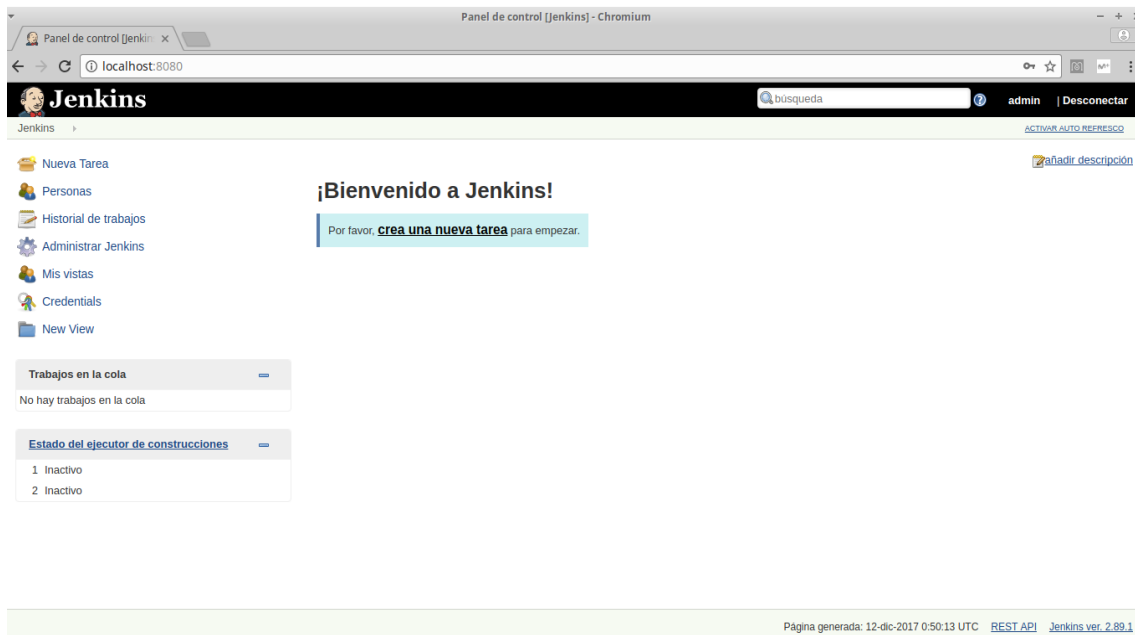 Panel de control [Jenkins] - Chromium
Panel de control [Jenkin
localhost:8080
Jenkins
búsqueda
admin | Desconectar
Jenkins
ACTIVAR AUTO REFRESCO
añadir descripción
Nueva Tarea
Personas
Historial de trabajos
Administrar Jenkins
Mis vistas
Credentials
New View
¡Bienvenido a Jenkins!
Por favor, crea una nueva tarea para empezar.
Trabajos en la cola
No hay trabajos en la cola
Estado del ejecutor de construcciones
1 Inactivo
2 Inactivo
Página generada: 12-dic-2017 0:50:13 UTC REST API Jenkins ver. 2.89.1